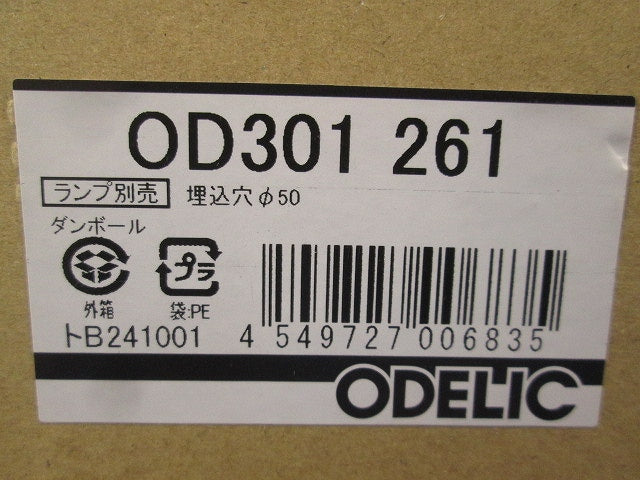 OD301 261
ランプ別売 埋込穴φ50
ダンボール
プラ
外箱 袋:PE
トB241001 4 549727 006835
ODELIC